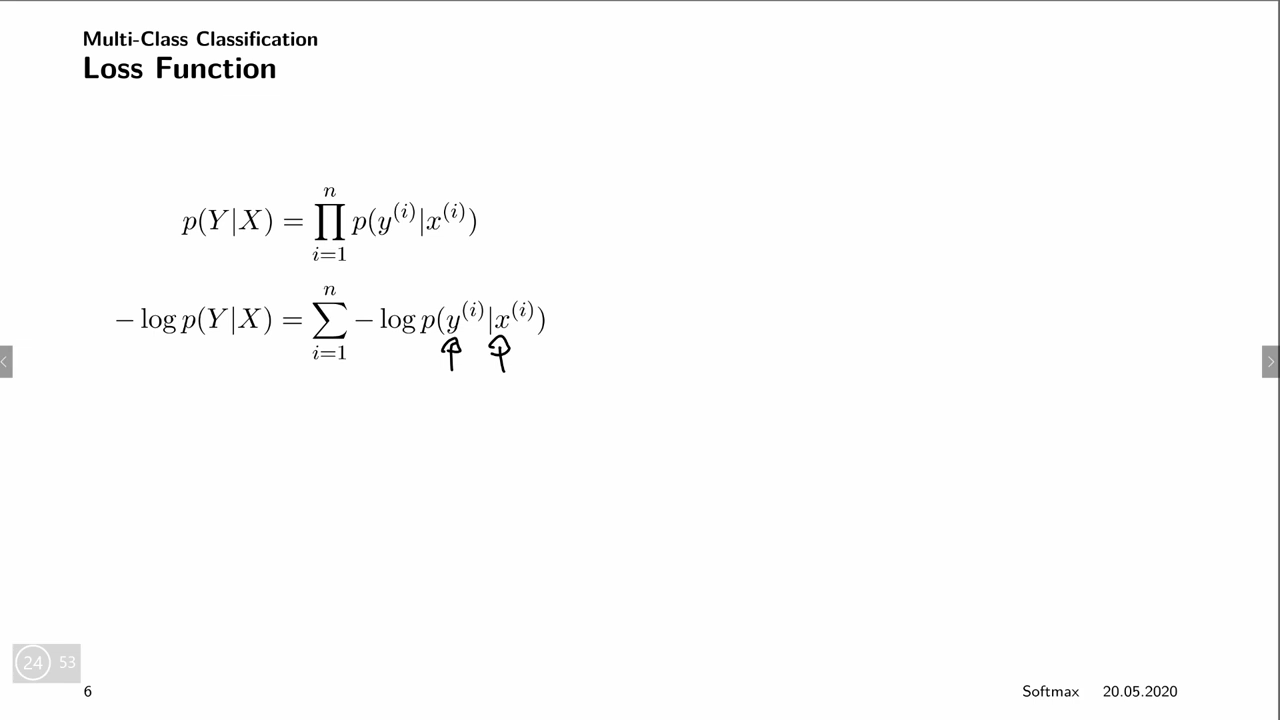 Multi-Class Classification
Loss Function
p(Y|X) = ∏_{i=1}^{n} p(y^{(i)}|x^{(i)})
− log p(Y|X) = ∑_{i=1}^{n} − log p(y^{(i)}|x^{(i)})
24 53
6
Softmax 20.05.2020